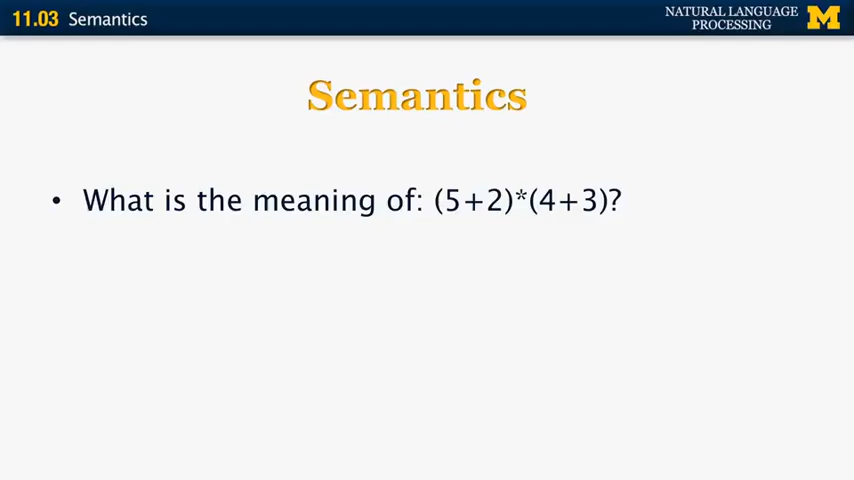 11.03 Semantics
NATURAL LANGUAGE
PROCESSING
M
Semantics
• What is the meaning of: (5+2)*(4+3)?